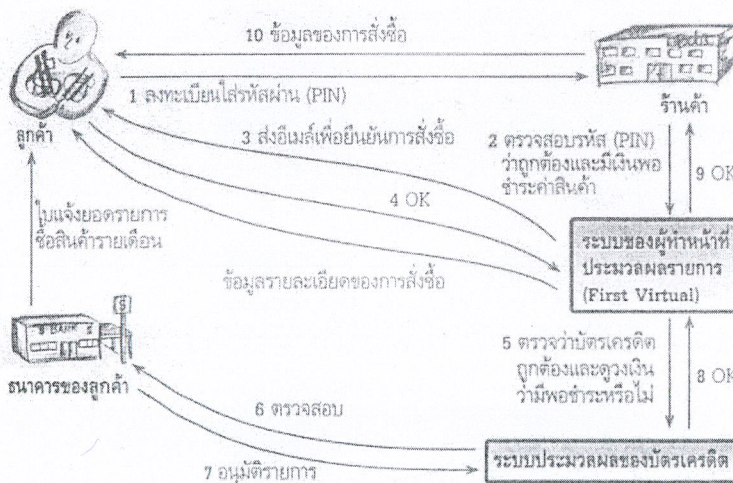 10 ข้อมูลของการสั่งซื้อ
1 ลงทะเบียนใส่รหัสผ่าน (PIN)
ลูกค้า
ร้านค้า
3 ส่งอีเมล์เพื่อยืนยันการสั่งซื้อ
2 ตรวจสอบรหัส (PIN)
ว่าถูกต้องและมีเงินพอ
ชำระค่าสินค้า
9 OK
4 OK
ใบแจ้งยอดรายการ
ซื้อสินค้ารายเดือน
ข้อมูลรายละเอียดของการสั่งซื้อ
ระบบของผู้ทำหน้าที่
ประมวลผลรายการ
(First Virtual)
BANK
ธนาคารของลูกค้า
5 ตรวจว่าบัตรเครดิต
ถูกต้องและดูวงเงิน
ว่ามีพอชำระหรือไม่
8 OK
6 ตรวจสอบ
7 อนุมัติรายการ
ระบบประมวลผลของบัตรเครดิต